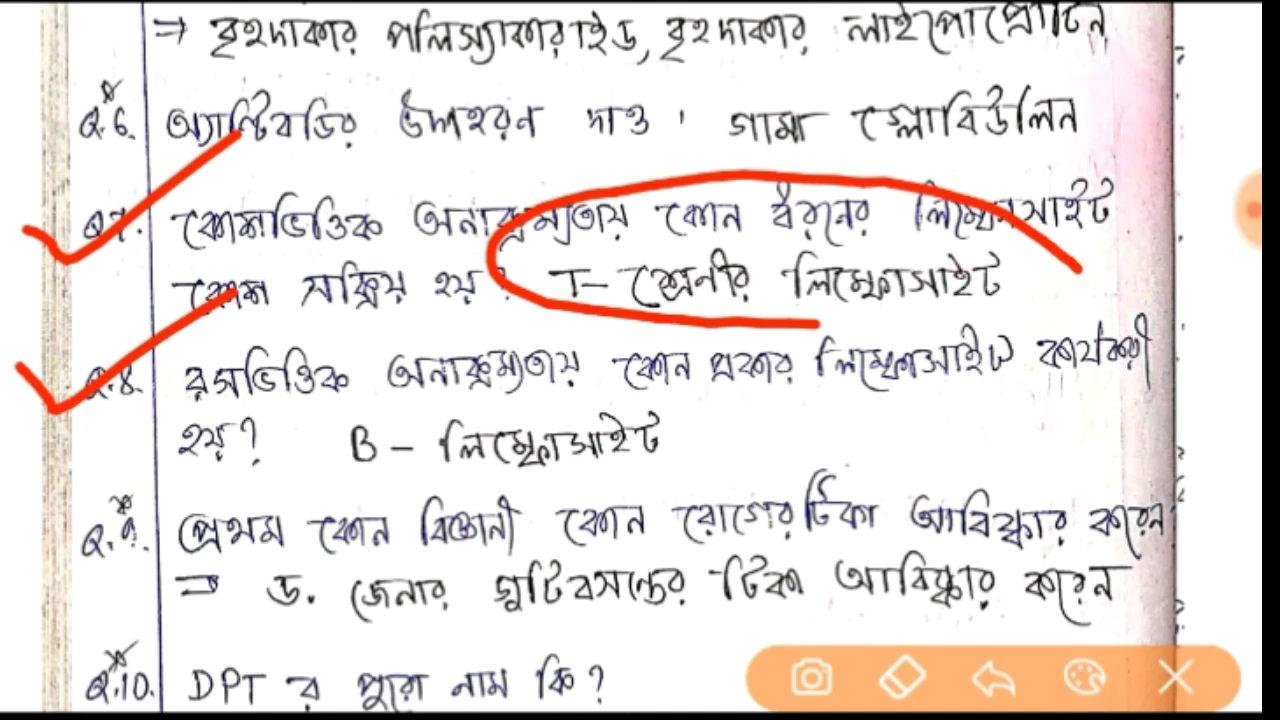 ⇒ বৃহদাকার পলিস্যাকারাইড, বৃহদাকার লাইপোপ্রোটিন
Q.6. অ্যান্টিবডির উদাহরণ দাও। গামা গ্লোবিউলিন
Q.7. কোশভিত্তিক অনাক্রম্যতায় কোন ধরনের লিম্ফোসাইট
কোশ সক্রিয় হয়? T- শ্রেনীর লিম্ফোসাইট
Q.8. রসভিত্তিক অনাক্রম্যতায় কোন প্রকার লিম্ফোসাইট কার্যকরী
হয়? B - লিম্ফোসাইট
Q.9. প্রথম কোন বিজ্ঞানী কোন রোগের টিকা আবিষ্কার করেন
⇒ ড. জেনার গুটিবসন্তের টিকা আবিষ্কার করেন
Q.10. DPT র পুরো নাম কি?